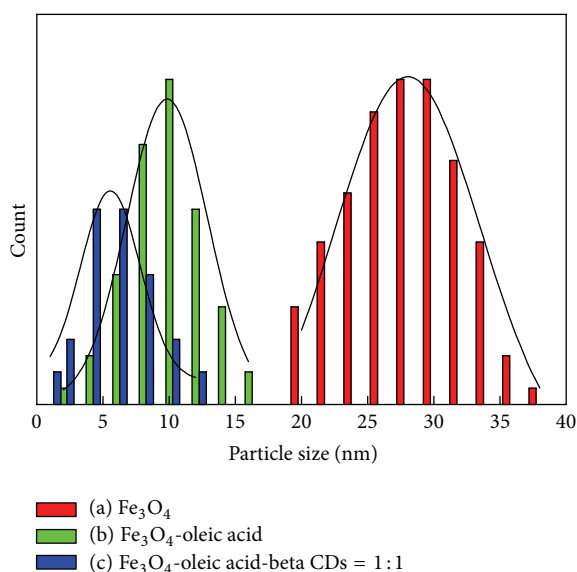 Count
0 5 10 15 20 25 30 35 40
Particle size (nm)
(a) Fe₃O₄
(b) Fe₃O₄-oleic acid
(c) Fe₃O₄-oleic acid-beta CDs = 1:1